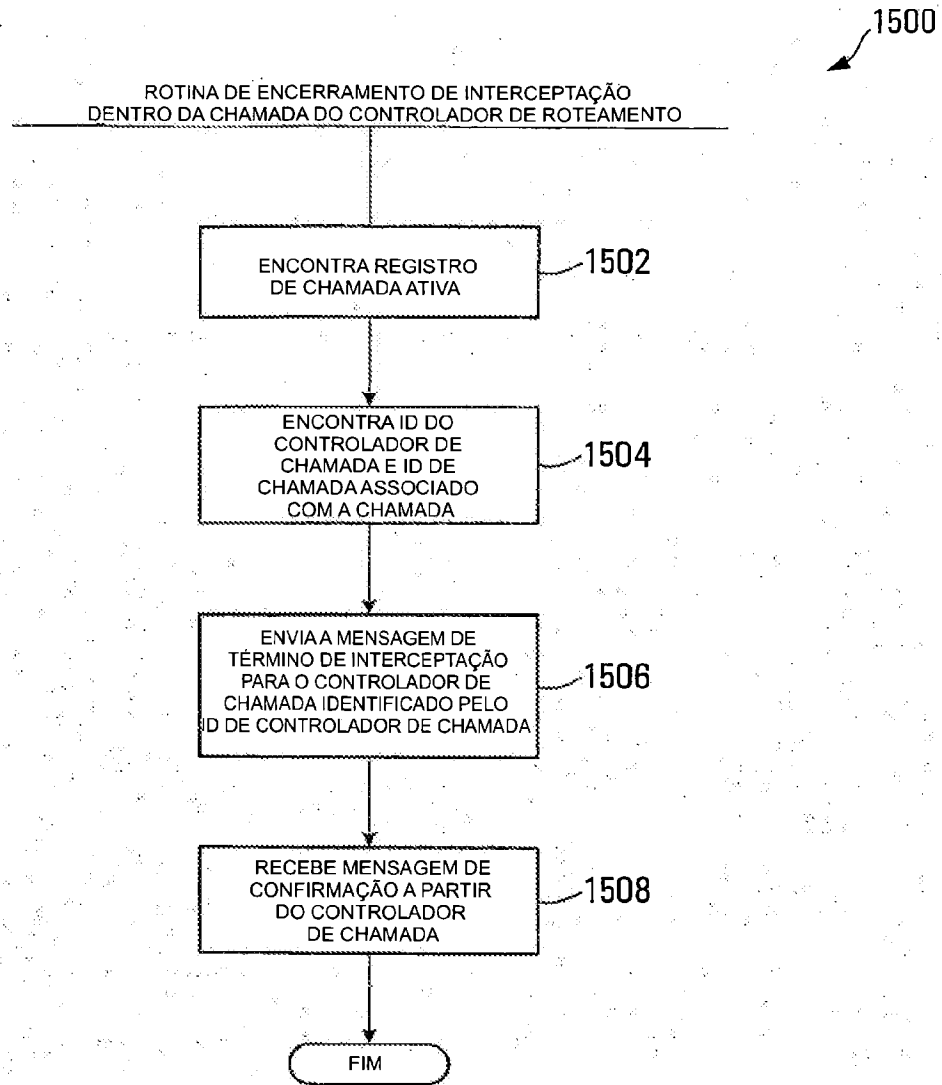 1500
ROTINA DE ENCERRAMENTO DE INTERCEPTAÇÃO
DENTRO DA CHAMADA DO CONTROLADOR DE ROTEAMENTO
ENCONTRA REGISTRO
DE CHAMADA ATIVA
1502
ENCONTRA ID DO
CONTROLADOR DE
CHAMADA E ID DE
CHAMADA ASSOCIADO
COM A CHAMADA
1504
ENVIA A MENSAGEM DE
TÉRMINO DE INTERCEPTAÇÃO
PARA O CONTROLADOR DE
CHAMADA IDENTIFICADO PELO
ID DE CONTROLADOR DE CHAMADA
1506
RECEBE MENSAGEM DE
CONFIRMAÇÃO A PARTIR
DO CONTROLADOR
DE CHAMADA
1508
FIM